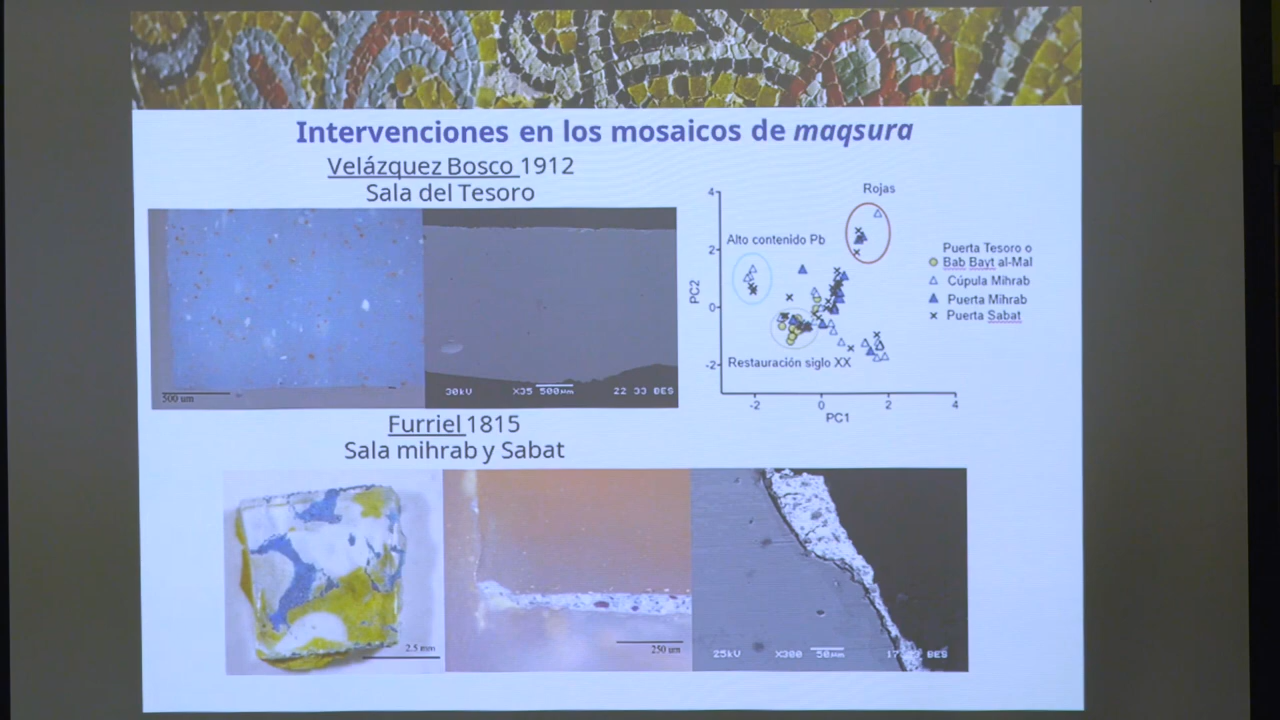 Intervenciones en los mosaicos de maqsura
Velázquez Bosco 1912
Sala del Tesoro
500 um
30kV X35 500µm 22 33 BES
4
2
0
-2
PC2
-2 0 2 4
PC1
Rojas
Alto contenido Pb
Restauración siglo XX
Puerta Tesoro o
Bab Bayt al-Mal
Cúpula Mihrab
Puerta Mihrab
Puerta Sabat
Furriel 1815
Sala mihrab y Sabat
2.5 mm
250 um
25kV X300 50µm BES